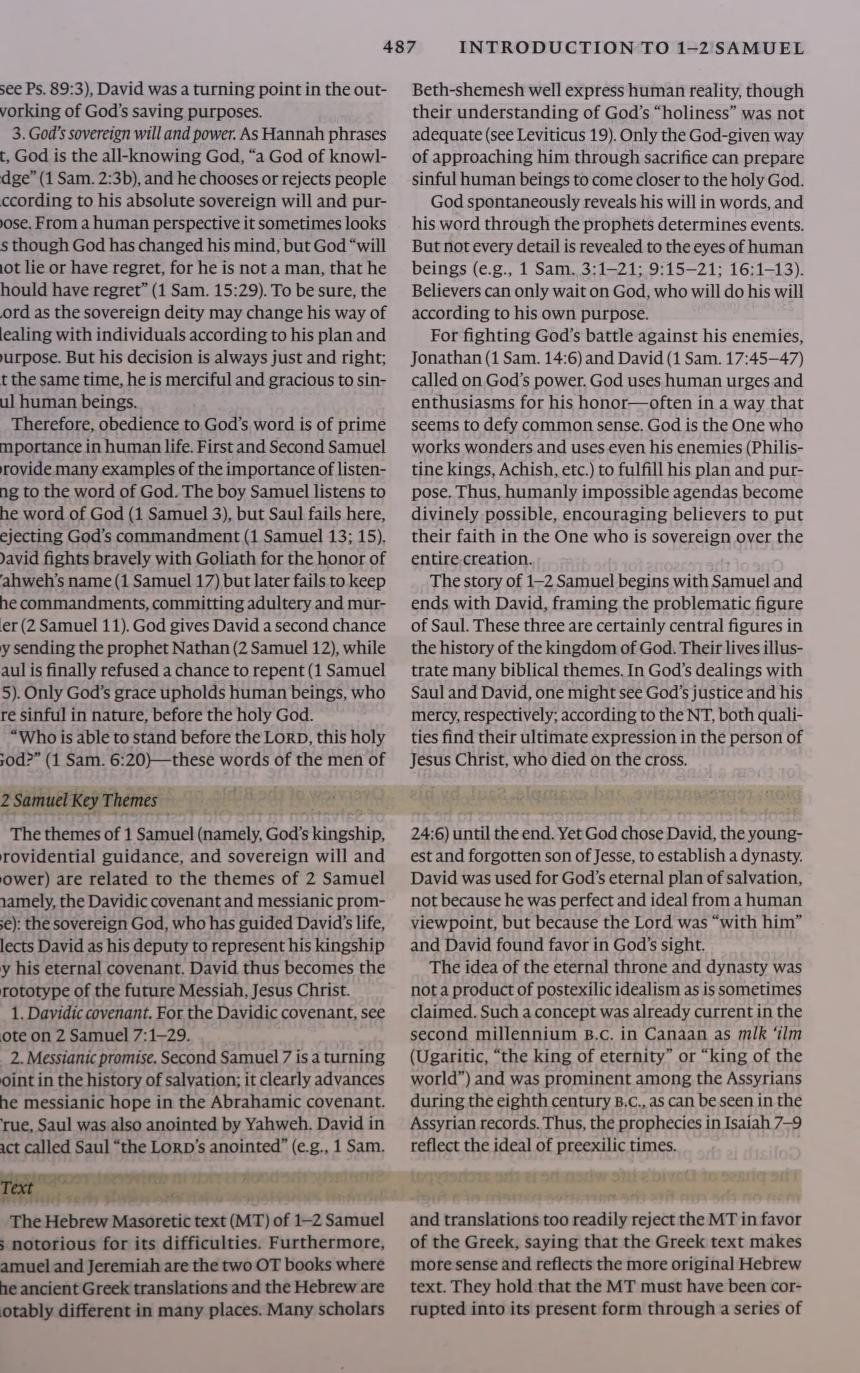 487 INTRODUCTION TO 1–2 SAMUEL
see Ps. 89:3), David was a turning point in the out-
vorking of God's saving purposes.
3. God's sovereign will and power. As Hannah phrases
t, God is the all-knowing God, “a God of knowl-
dge” (1 Sam. 2:3b), and he chooses or rejects people
ccording to his absolute sovereign will and pur-
ose. From a human perspective it sometimes looks
s though God has changed his mind, but God “will
ot lie or have regret, for he is not a man, that he
hould have regret” (1 Sam. 15:29). To be sure, the
ord as the sovereign deity may change his way of
ealing with individuals according to his plan and
urpose. But his decision is always just and right;
t the same time, he is merciful and gracious to sin-
ul human beings.
Therefore, obedience to God's word is of prime
mportance in human life. First and Second Samuel
rovide many examples of the importance of listen-
ng to the word of God. The boy Samuel listens to
he word of God (1 Samuel 3), but Saul fails here,
ejecting God's commandment (1 Samuel 13; 15).
David fights bravely with Goliath for the honor of
ahweh's name (1 Samuel 17) but later fails to keep
he commandments, committing adultery and mur-
er (2 Samuel 11). God gives David a second chance
y sending the prophet Nathan (2 Samuel 12), while
aul is finally refused a chance to repent (1 Samuel
5). Only God's grace upholds human beings, who
re sinful in nature, before the holy God.
“Who is able to stand before the LORD, this holy
God?” (1 Sam. 6:20)—these words of the men of
Beth-shemesh well express human reality, though
their understanding of God's “holiness” was not
adequate (see Leviticus 19). Only the God-given way
of approaching him through sacrifice can prepare
sinful human beings to come closer to the holy God.
God spontaneously reveals his will in words, and
his word through the prophets determines events.
But not every detail is revealed to the eyes of human
beings (e.g., 1 Sam. 3:1–21; 9:15–21; 16:1–13).
Believers can only wait on God, who will do his will
according to his own purpose.
For fighting God's battle against his enemies,
Jonathan (1 Sam. 14:6) and David (1 Sam. 17:45–47)
called on God's power. God uses human urges and
enthusiasms for his honor—often in a way that
seems to defy common sense. God is the One who
works wonders and uses even his enemies (Philis-
tine kings, Achish, etc.) to fulfill his plan and pur-
pose. Thus, humanly impossible agendas become
divinely possible, encouraging believers to put
their faith in the One who is sovereign over the
entire creation.
The story of 1–2 Samuel begins with Samuel and
ends with David, framing the problematic figure
of Saul. These three are certainly central figures in
the history of the kingdom of God. Their lives illus-
trate many biblical themes. In God's dealings with
Saul and David, one might see God's justice and his
mercy, respectively; according to the NT, both quali-
ties find their ultimate expression in the person of
Jesus Christ, who died on the cross.
2 Samuel Key Themes
The themes of 1 Samuel (namely, God's kingship,
rovidential guidance, and sovereign will and
ower) are related to the themes of 2 Samuel
namely, the Davidic covenant and messianic prom-
se): the sovereign God, who has guided David's life,
lects David as his deputy to represent his kingship
y his eternal covenant. David thus becomes the
rototype of the future Messiah, Jesus Christ.
1. Davidic covenant. For the Davidic covenant, see
ote on 2 Samuel 7:1–29.
2. Messianic promise. Second Samuel 7 is a turning
oint in the history of salvation; it clearly advances
he messianic hope in the Abrahamic covenant.
rue, Saul was also anointed by Yahweh. David in
act called Saul “the LORD's anointed” (e.g., 1 Sam.
24:6) until the end. Yet God chose David, the young-
est and forgotten son of Jesse, to establish a dynasty.
David was used for God's eternal plan of salvation,
not because he was perfect and ideal from a human
viewpoint, but because the Lord was “with him”
and David found favor in God's sight.
The idea of the eternal throne and dynasty was
not a product of postexilic idealism as is sometimes
claimed. Such a concept was already current in the
second millennium B.C. in Canaan as mlk ‘ilm
(Ugaritic, “the king of eternity” or “king of the
world”) and was prominent among the Assyrians
during the eighth century B.C., as can be seen in the
Assyrian records. Thus, the prophecies in Isaiah 7–9
reflect the ideal of preexilic times.
Text
The Hebrew Masoretic text (MT) of 1–2 Samuel
s notorious for its difficulties. Furthermore,
amuel and Jeremiah are the two OT books where
he ancient Greek translations and the Hebrew are
otably different in many places. Many scholars
and translations too readily reject the MT in favor
of the Greek, saying that the Greek text makes
more sense and reflects the more original Hebrew
text. They hold that the MT must have been cor-
rupted into its present form through a series of